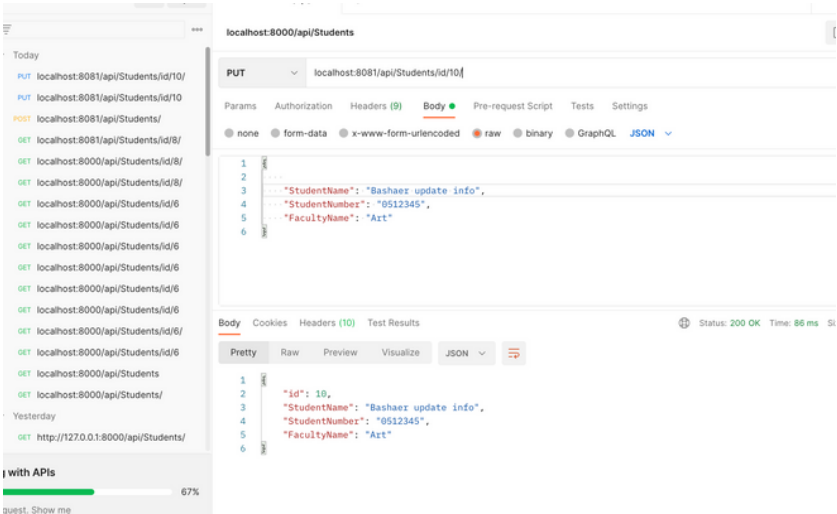 localhost:8000/api/Students
Today
PUT localhost:8081/api/Students/id/10/
PUT localhost:8081/api/Students/id/10
POST localhost:8081/api/Students/
GET localhost:8081/api/Students/id/8/
GET localhost:8000/api/Students/id/8/
GET localhost:8000/api/Students/id/8/
GET localhost:8000/api/Students/id/6
GET localhost:8000/api/Students/id/6
GET localhost:8000/api/Students/id/6
GET localhost:8000/api/Students/id/6
GET localhost:8000/api/Students/id/6
GET localhost:8000/api/Students/id/6
GET localhost:8000/api/Students/id/6/
GET localhost:8000/api/Students/id/6
GET localhost:8000/api/Students
GET localhost:8000/api/Students/
Yesterday
GET http://127.0.0.1:8000/api/Students/
with APIs
67%
quest. Show me
PUT localhost:8081/api/Students/id/10/
Params Authorization Headers (9) Body Pre-request Script Tests Settings
none form-data x-www-form-urlencoded raw binary GraphQL JSON
1
2
3 "StudentName": "Bashaer update info",
4 "StudentNumber": "0512345",
5 "FacultyName": "Art"
6
Body Cookies Headers (10) Test Results Status: 200 OK Time: 86 ms
Pretty Raw Preview Visualize JSON
1
2 "id": 10,
3 "StudentName": "Bashaer update info",
4 "StudentNumber": "0512345",
5 "FacultyName": "Art"
6